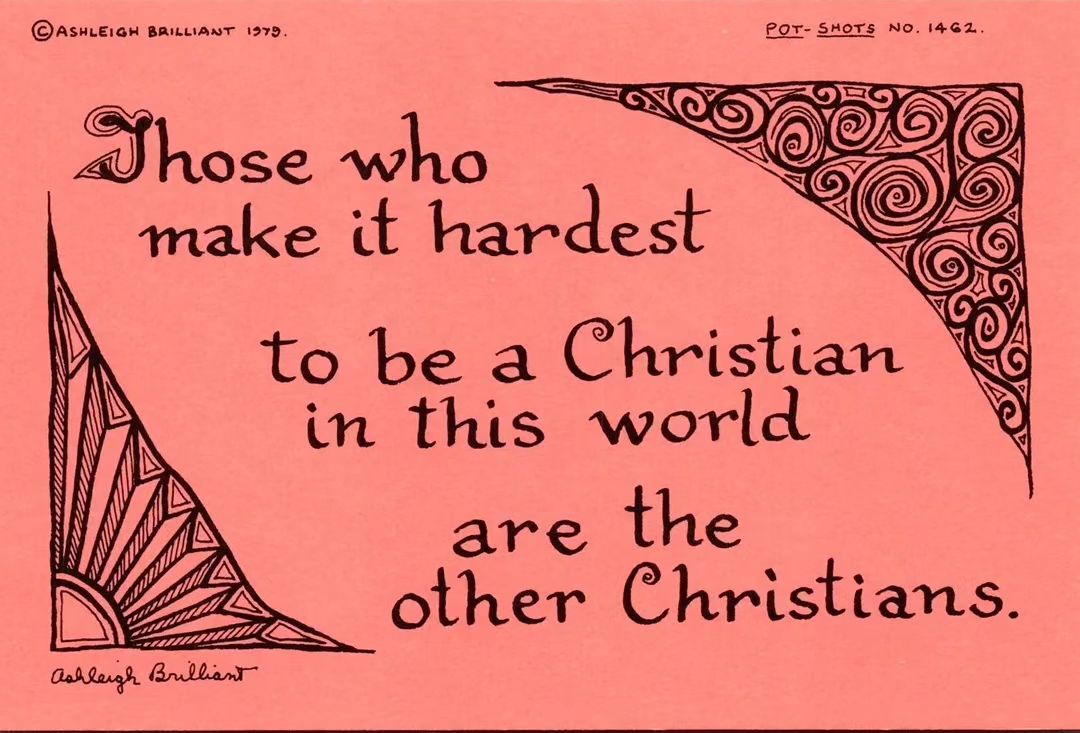 © ASHLEIGH BRILLIANT 1979.
POT-SHOTS NO. 1462.
Those who
make it hardest
to be a Christian
in this world
are the
other Christians.
Ashleigh Brilliant